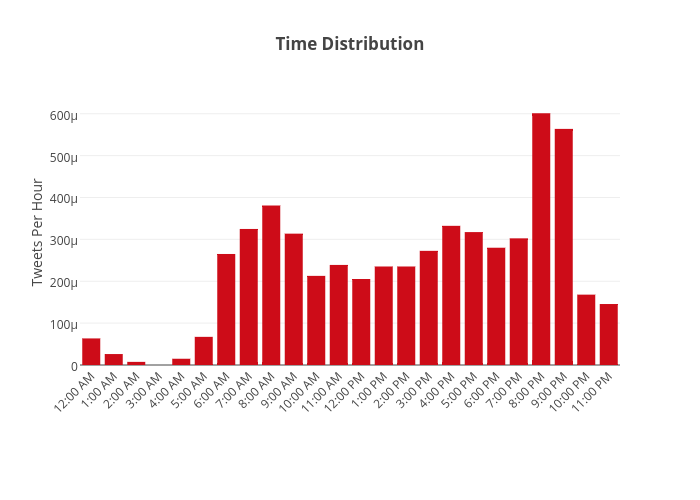 Time Distribution
Tweets Per Hour
600μ
500μ
400μ
300μ
200μ
100μ
0
12:00 AM
1:00 AM
2:00 AM
3:00 AM
4:00 AM
5:00 AM
6:00 AM
7:00 AM
8:00 AM
9:00 AM
10:00 AM
11:00 AM
12:00 PM
1:00 PM
2:00 PM
3:00 PM
4:00 PM
5:00 PM
6:00 PM
7:00 PM
8:00 PM
9:00 PM
10:00 PM
11:00 PM